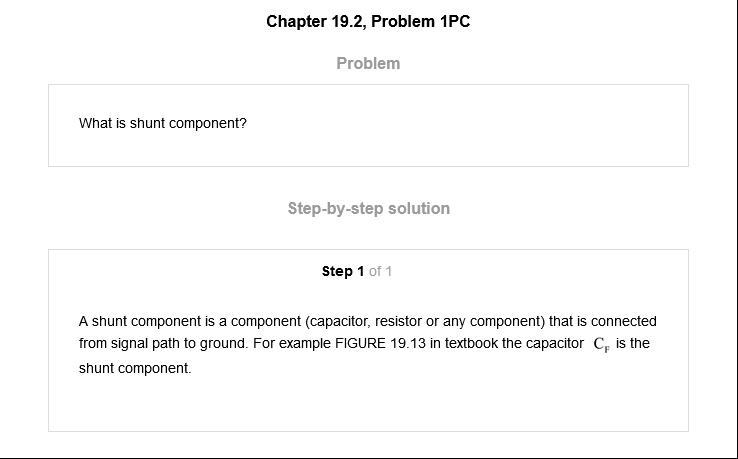 Chapter 19.2, Problem 1PC
Problem
What is shunt component?
Step-by-step solution
Step 1 of 1
A shunt component is a component (capacitor, resistor or any component) that is connected
from signal path to ground. For example FIGURE 19.13 in textbook the capacitor C_F is the
shunt component.